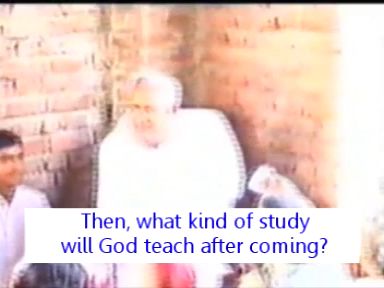 Then, what kind of study
will God teach after coming?